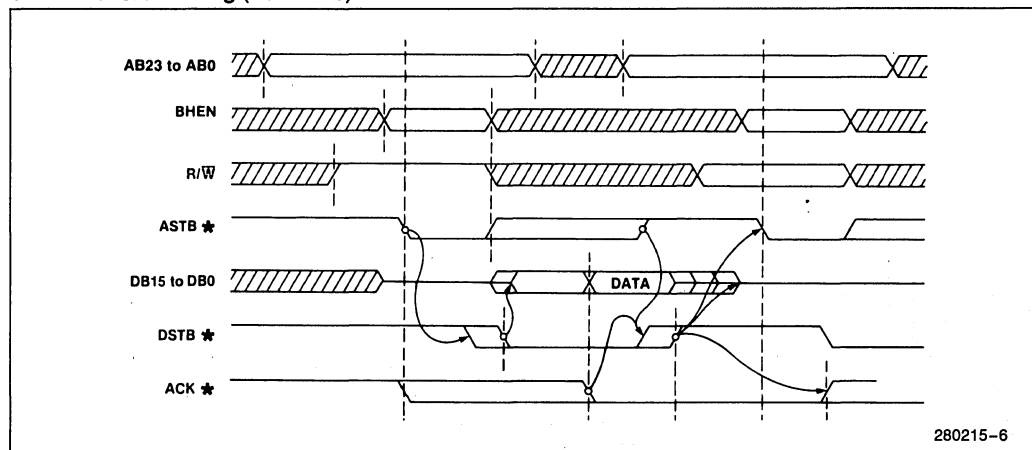 AB23 to AB0
BHEN
R/W̅
ASTB *
DB15 to DB0
DATA
DSTB *
ACK *
280215-6